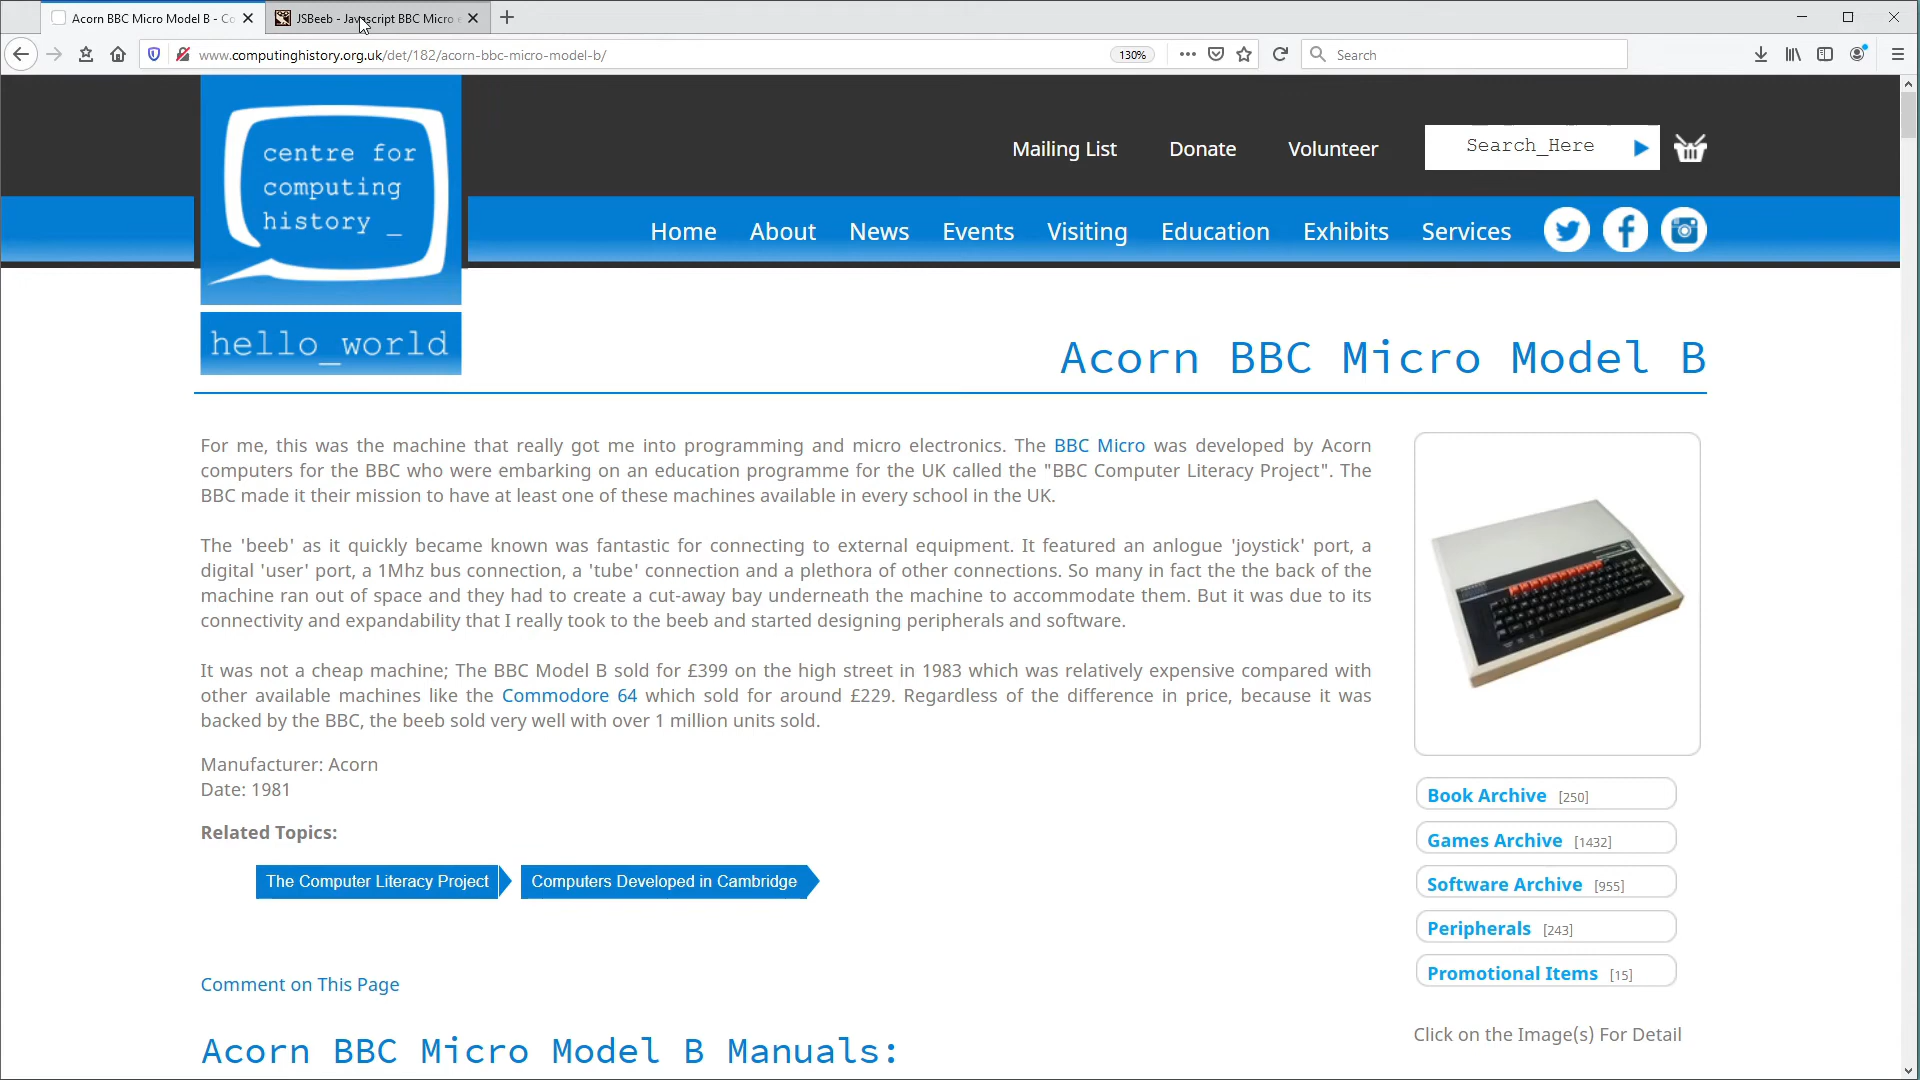 Acorn BBC Micro Model B - Co
JSBeeb - Javascript BBC Micro e
www.computinghistory.org.uk/det/182/acorn-bbc-micro-model-b/
130%
Search
centre for
computing
history _
hello_world
Mailing List
Donate
Volunteer
Search_Here
Home
About
News
Events
Visiting
Education
Exhibits
Services
Acorn BBC Micro Model B
For me, this was the machine that really got me into programming and micro electronics. The BBC Micro was developed by Acorn
computers for the BBC who were embarking on an education programme for the UK called the "BBC Computer Literacy Project". The
BBC made it their mission to have at least one of these machines available in every school in the UK.
The 'beeb' as it quickly became known was fantastic for connecting to external equipment. It featured an anlogue 'joystick' port, a
digital 'user' port, a 1Mhz bus connection, a 'tube' connection and a plethora of other connections. So many in fact the the back of the
machine ran out of space and they had to create a cut-away bay underneath the machine to accommodate them. But it was due to its
connectivity and expandability that I really took to the beeb and started designing peripherals and software.
It was not a cheap machine; The BBC Model B sold for £399 on the high street in 1983 which was relatively expensive compared with
other available machines like the Commodore 64 which sold for around £229. Regardless of the difference in price, because it was
backed by the BBC, the beeb sold very well with over 1 million units sold.
Manufacturer: Acorn
Date: 1981
Related Topics:
The Computer Literacy Project
Computers Developed in Cambridge
Comment on This Page
Acorn BBC Micro Model B Manuals:
Book Archive [250]
Games Archive [1432]
Software Archive [955]
Peripherals [243]
Promotional Items [15]
Click on the Image(s) For Detail